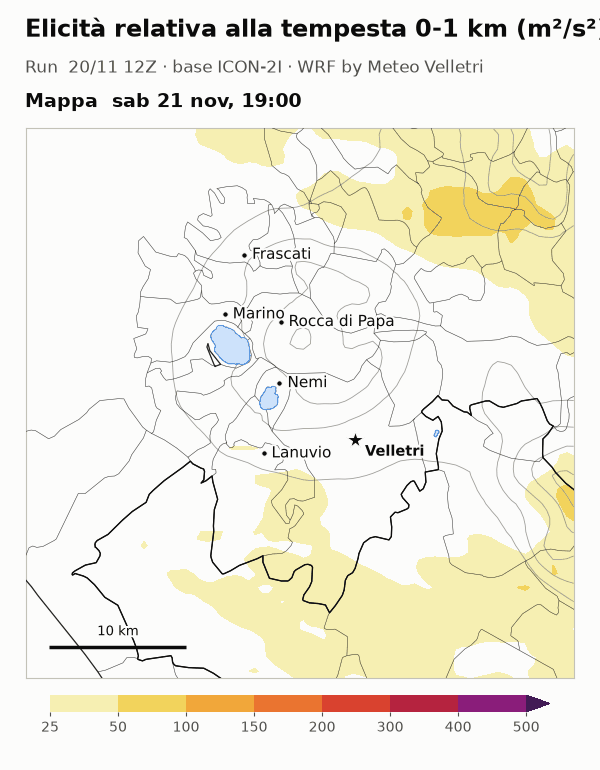 Elicità relativa alla tempesta 0-1 km (m²/s²)
Run  20/11 12Z · base ICON-2I · WRF by Meteo Velletri
Mappa  sab 21 nov, 19:00
Frascati
Marino
Rocca di Papa
Nemi
Velletri
Lanuvio
10 km
25 50 100 150 200 300 400 500